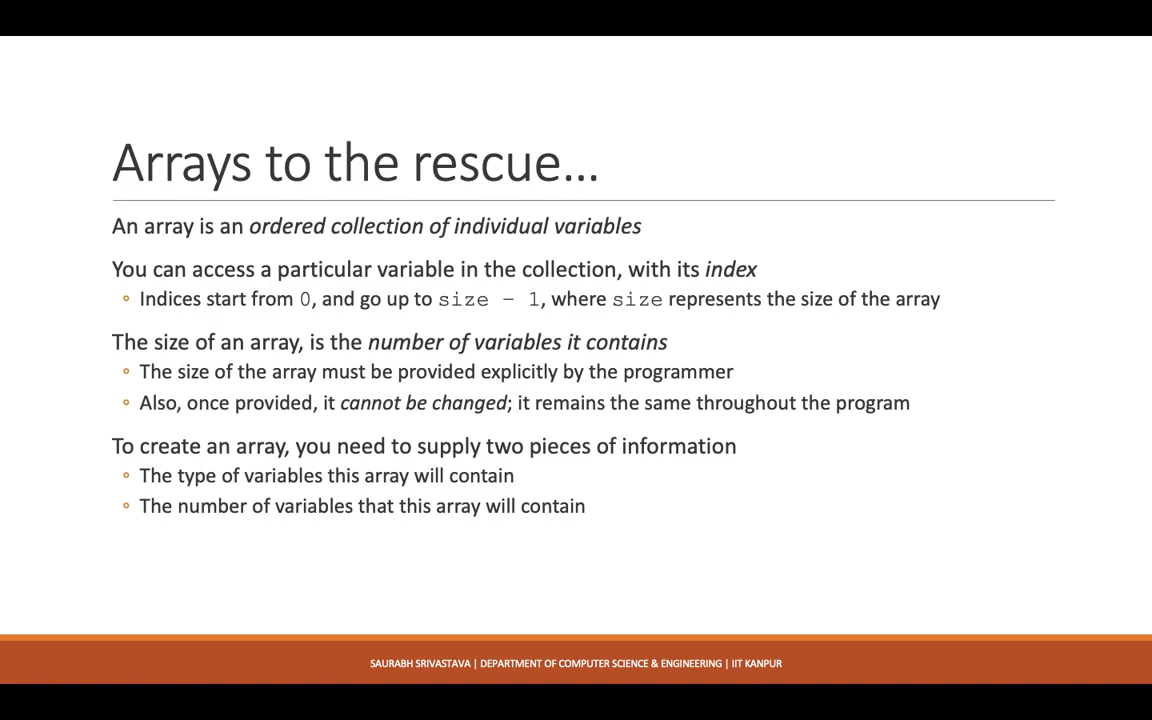 Arrays to the rescue…
An array is an ordered collection of individual variables
You can access a particular variable in the collection, with its index
◦ Indices start from 0, and go up to size - 1, where size represents the size of the array
The size of an array, is the number of variables it contains
◦ The size of the array must be provided explicitly by the programmer
◦ Also, once provided, it cannot be changed; it remains the same throughout the program
To create an array, you need to supply two pieces of information
◦ The type of variables this array will contain
◦ The number of variables that this array will contain
SAURABH SRIVASTAVA | DEPARTMENT OF COMPUTER SCIENCE & ENGINEERING | IIT KANPUR